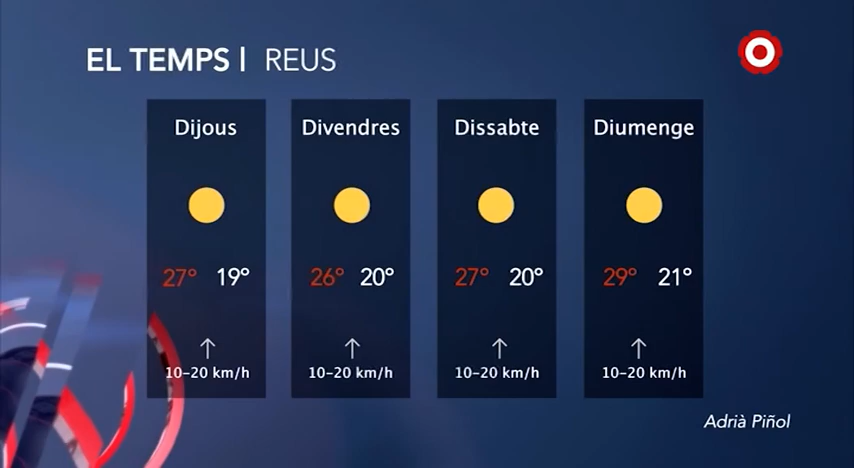 EL TEMPS | REUS
Dijous
27° 19°
10-20 km/h
Divendres
26° 20°
10-20 km/h
Dissabte
27° 20°
10-20 km/h
Diumenge
29° 21°
10-20 km/h
Adrià Piñol